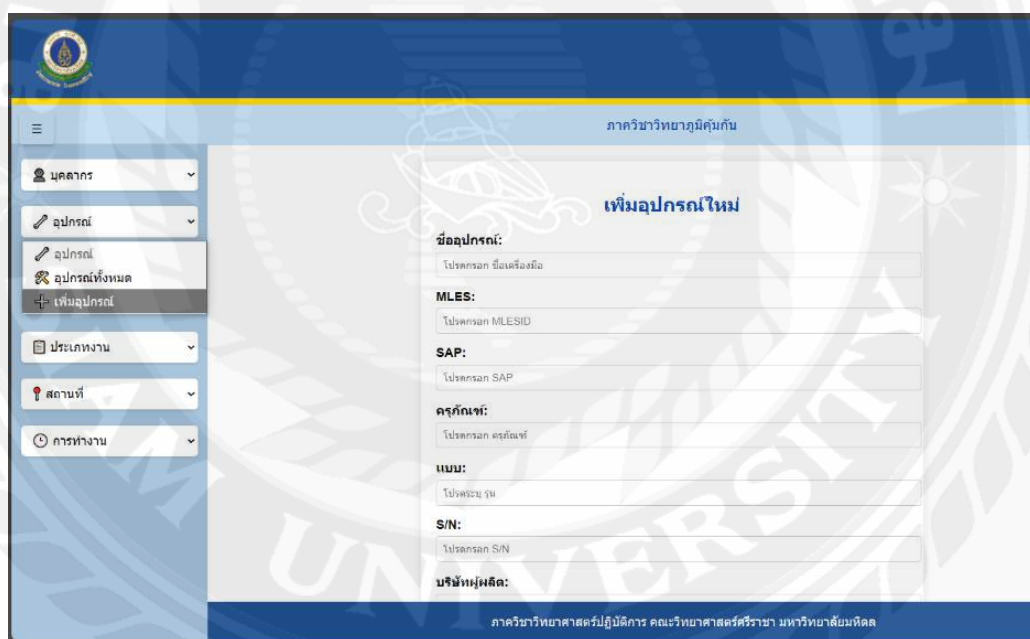 ภาควิชาวิทยาภูมิคุ้มกัน
บุคลากร
อุปกรณ์
อุปกรณ์
อุปกรณ์ทั้งหมด
เพิ่มอุปกรณ์
ประเภทงาน
สถานที่
การทำงาน
เพิ่มอุปกรณ์ใหม่
ชื่ออุปกรณ์:
โปรดกรอก ชื่อเครื่องมือ
MLES:
โปรดกรอก MLESID
SAP:
โปรดกรอก SAP
ครุภัณฑ์:
โปรดกรอก ครุภัณฑ์
แบบ:
โปรดระบุ รุ่น
S/N:
โปรดกรอก S/N
บริษัทผู้ผลิต:
ภาควิชาวิทยาศาสตร์ปฏิบัติการ คณะวิทยาศาสตร์ศรีราชา มหาวิทยาลัยมหิดล
AM UNIVERSITY